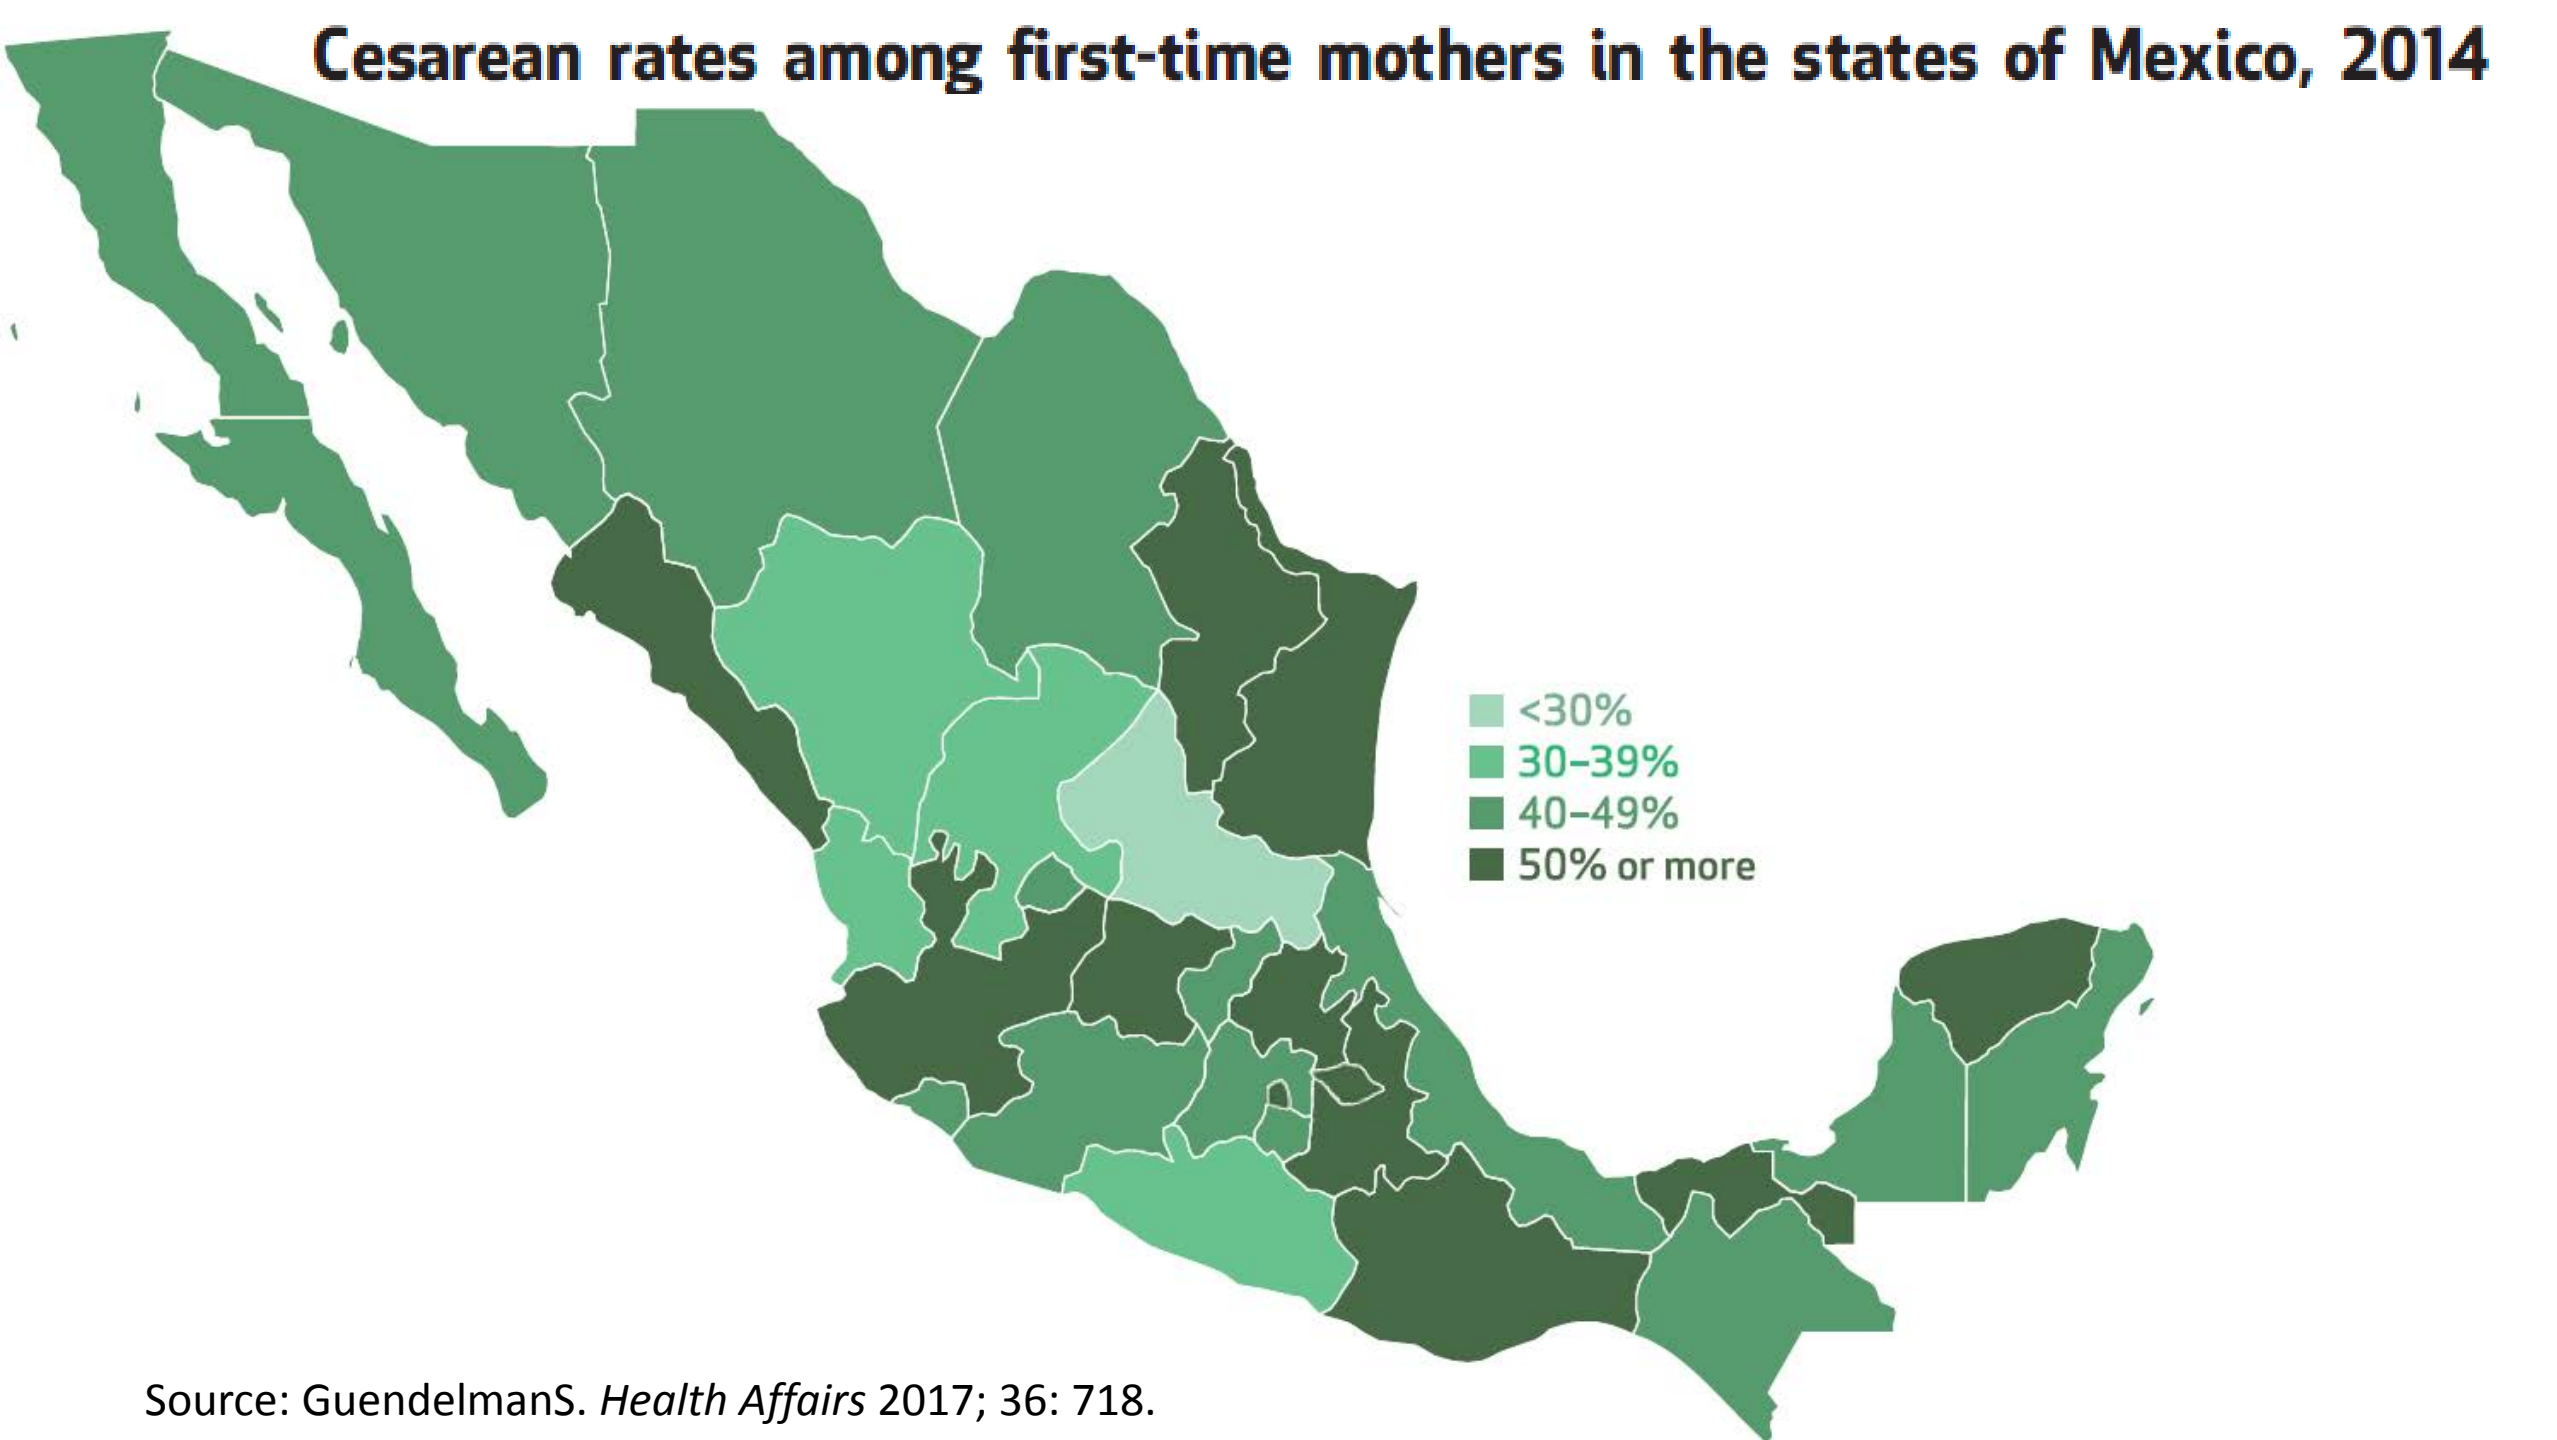 Cesarean rates among first-time mothers in the states of Mexico, 2014
<30%
30–39%
40–49%
50% or more
Source: GuendelmanS. Health Affairs 2017; 36: 718.